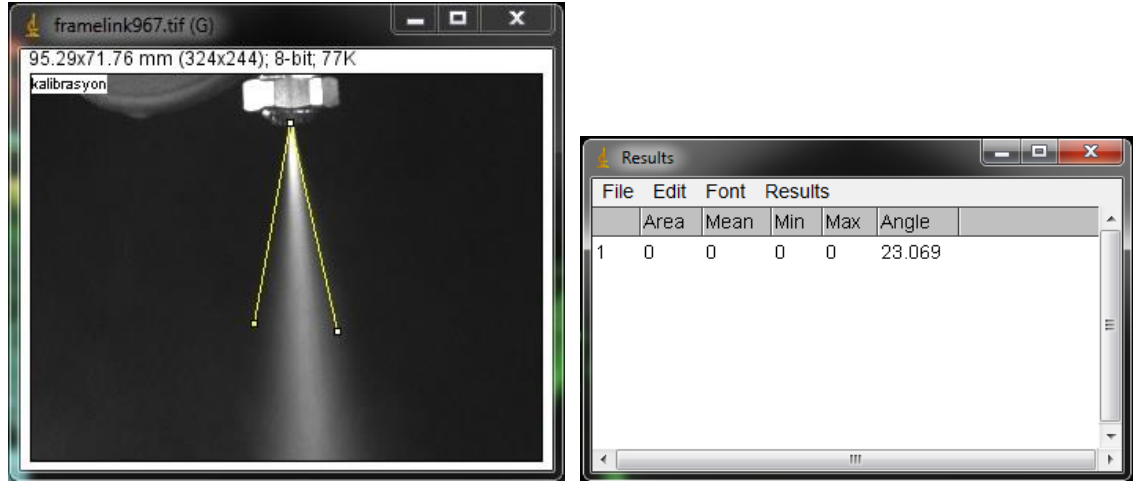 framelink967.tif (G)
95.29x71.76 mm (324x244); 8-bit; 77K
kalibrasyon
Results
File Edit Font Results
Area Mean Min Max Angle
1 0 0 0 0 23.069